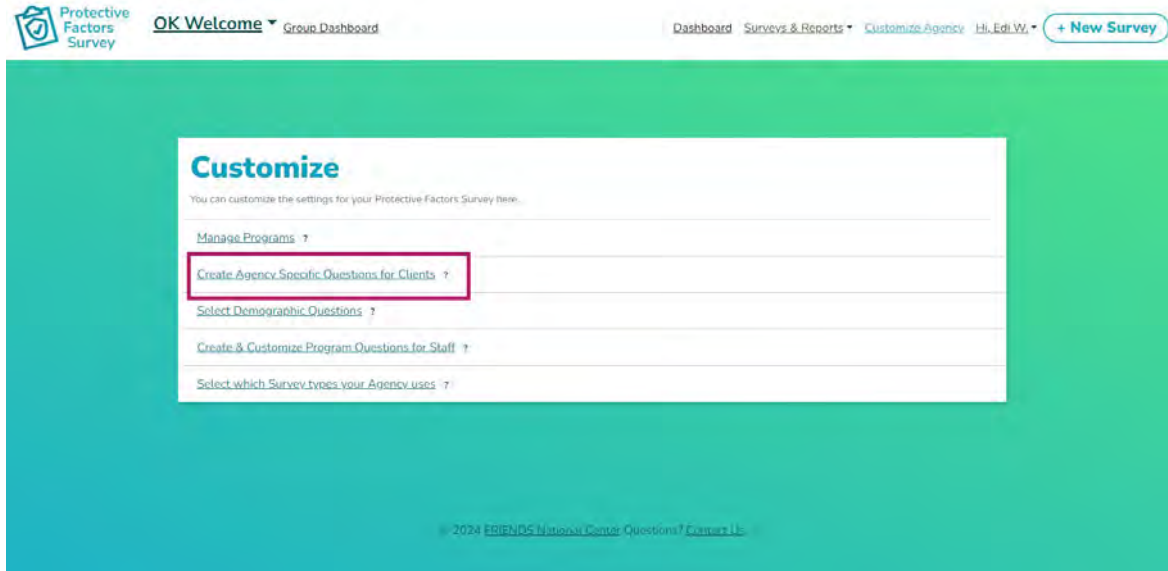 Protective
Factors
Survey
OK Welcome Group Dashboard
Dashboard Surveys & Reports Customize Agency Hi, Edi W. + New Survey
Customize
You can customize the settings for your Protective Factors Survey here.
Manage Programs ?
Create Agency Specific Questions for Clients ?
Select Demographic Questions ?
Create & Customize Program Questions for Staff ?
Select which Survey types your Agency uses ?
© 2024 FRIENDS National Center Questions? Contact Us.